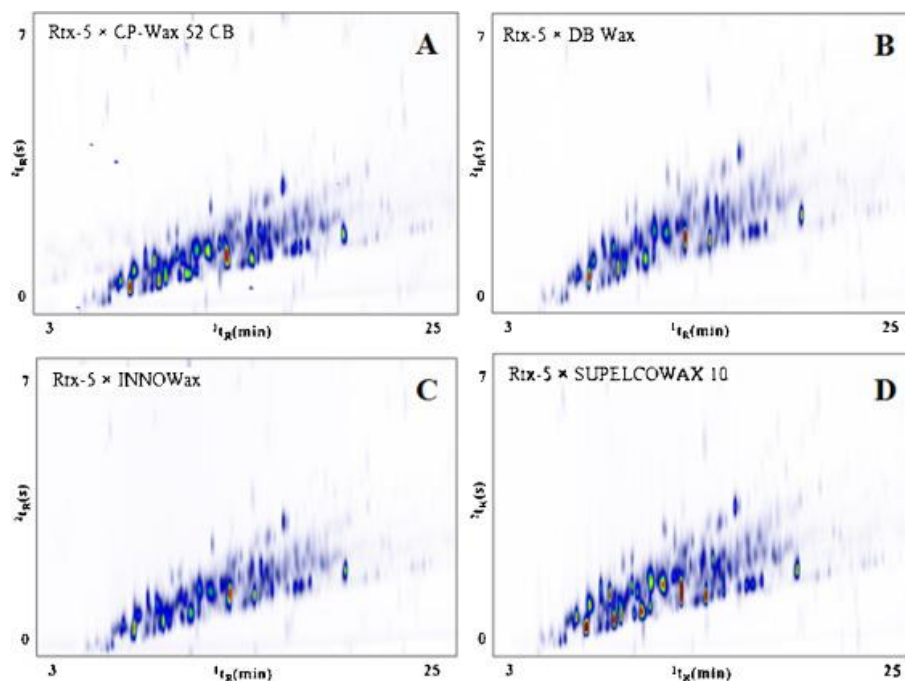 7
Rtx-5 × CP-Wax 52 CB
A
²tR(s)
0
3
¹tR(min)
25
7
Rtx-5 × DB Wax
B
²tR(s)
0
3
¹tR(min)
25
7
Rtx-5 × INNOWax
C
²tR(s)
0
3
¹tR(min)
25
7
Rtx-5 × SUPELCOWAX 10
D
²tR(s)
0
3
¹tR(min)
25